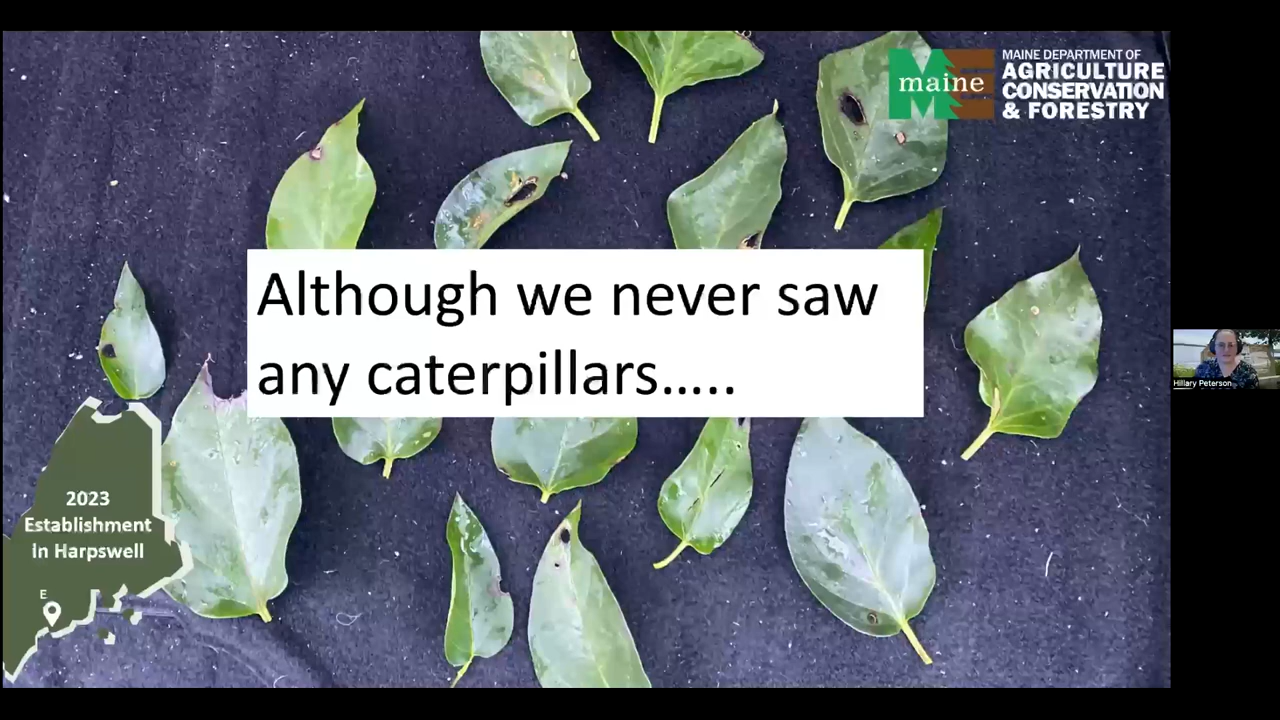 maine
MAINE DEPARTMENT OF
AGRICULTURE
CONSERVATION
& FORESTRY
Although we never saw
any caterpillars.....
Hillary Peterson
2023
Establishment
in Harpswell
E